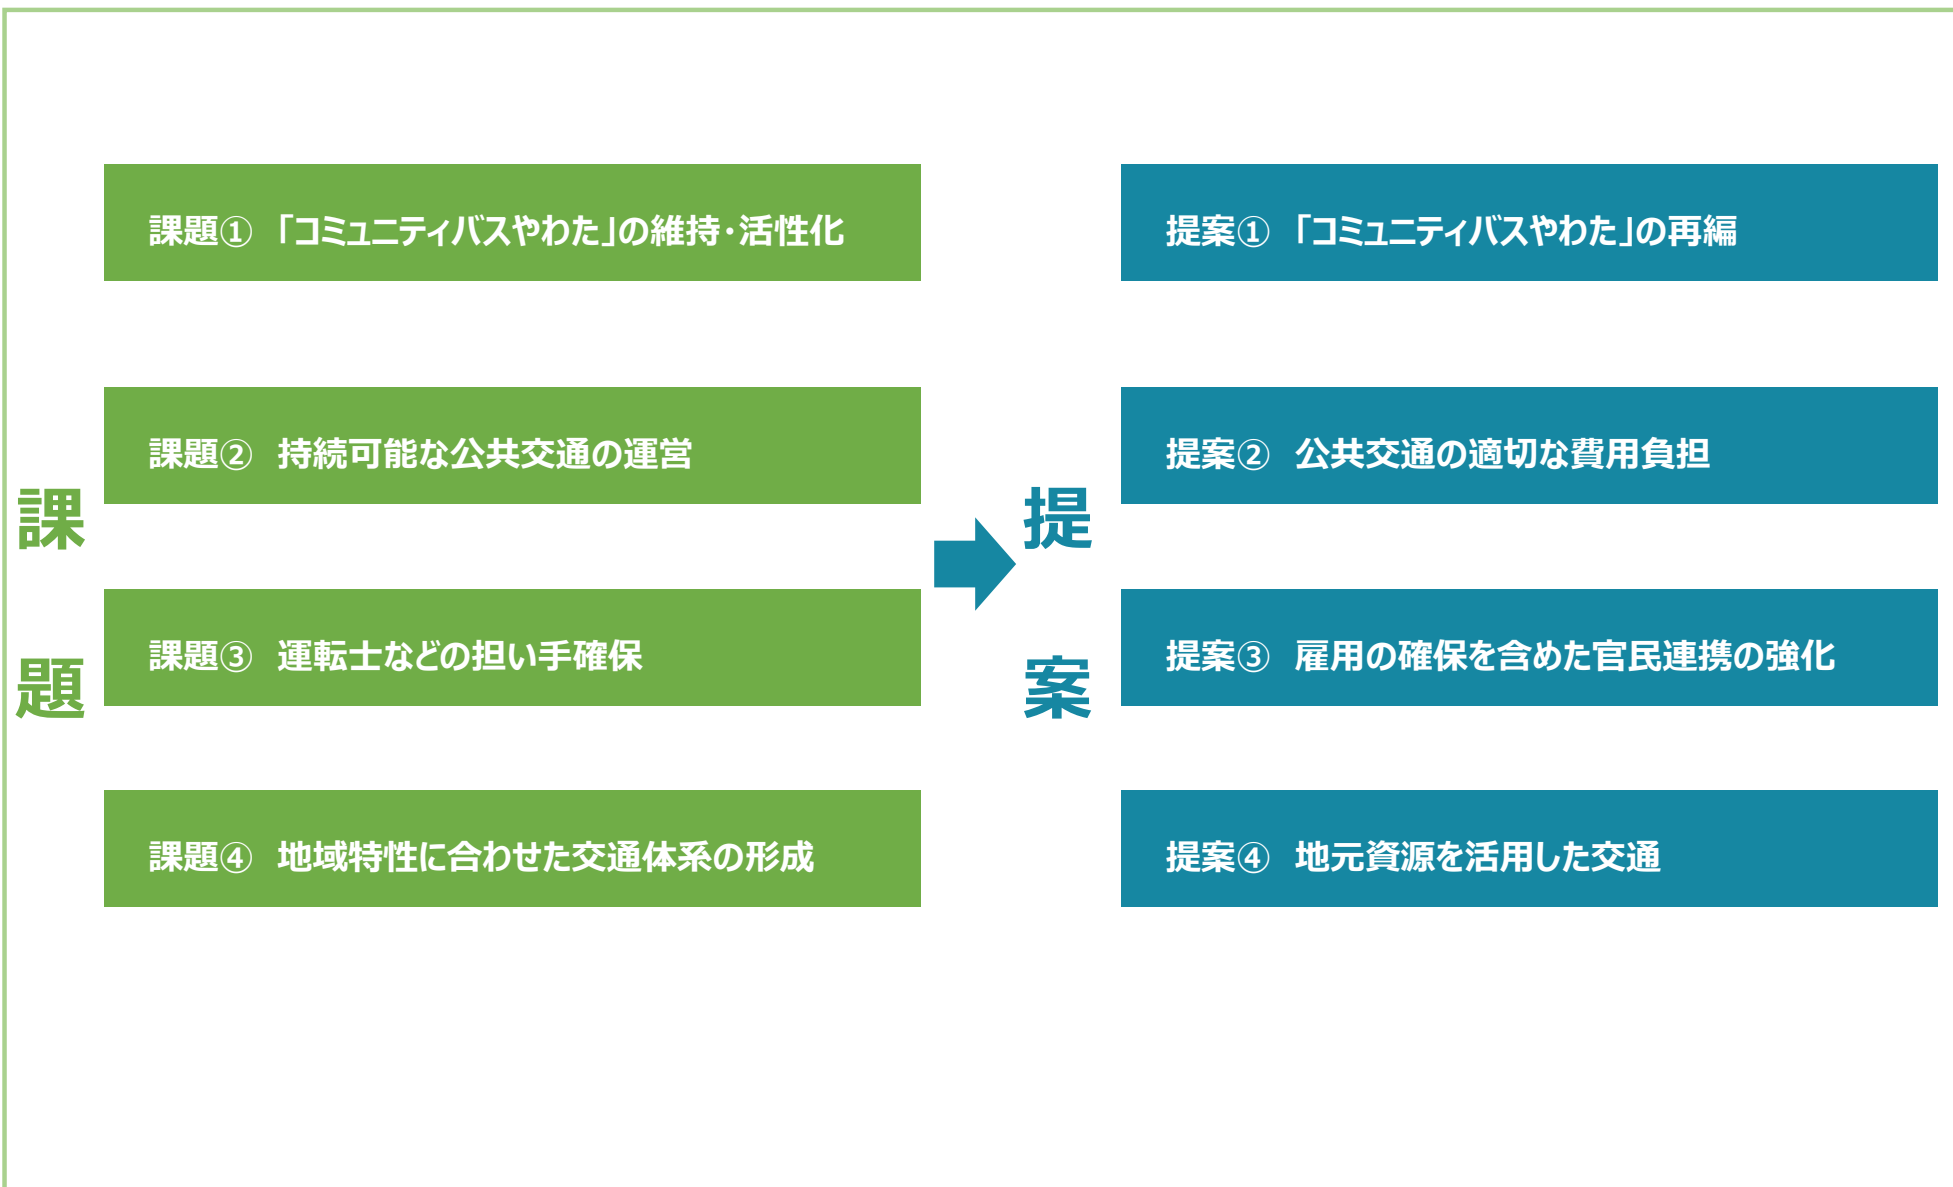 課題
課題① 「コミュニティバスやわた」の維持・活性化
課題② 持続可能な公共交通の運営
課題③ 運転士などの担い手確保
課題④ 地域特性に合わせた交通体系の形成
提案
提案① 「コミュニティバスやわた」の再編
提案② 公共交通の適切な費用負担
提案③ 雇用の確保を含めた官民連携の強化
提案④ 地元資源を活用した交通